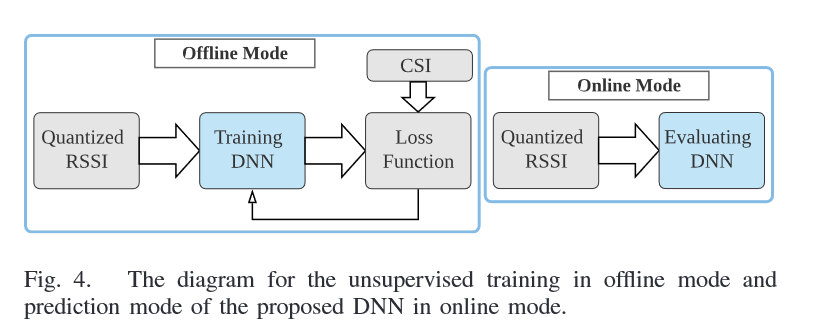 Offline Mode
CSI
Online Mode
Quantized
RSSI
Training
DNN
Loss
Function
Quantized
RSSI
Evaluating
DNN
Fig. 4. The diagram for the unsupervised training in offline mode and
prediction mode of the proposed DNN in online mode.